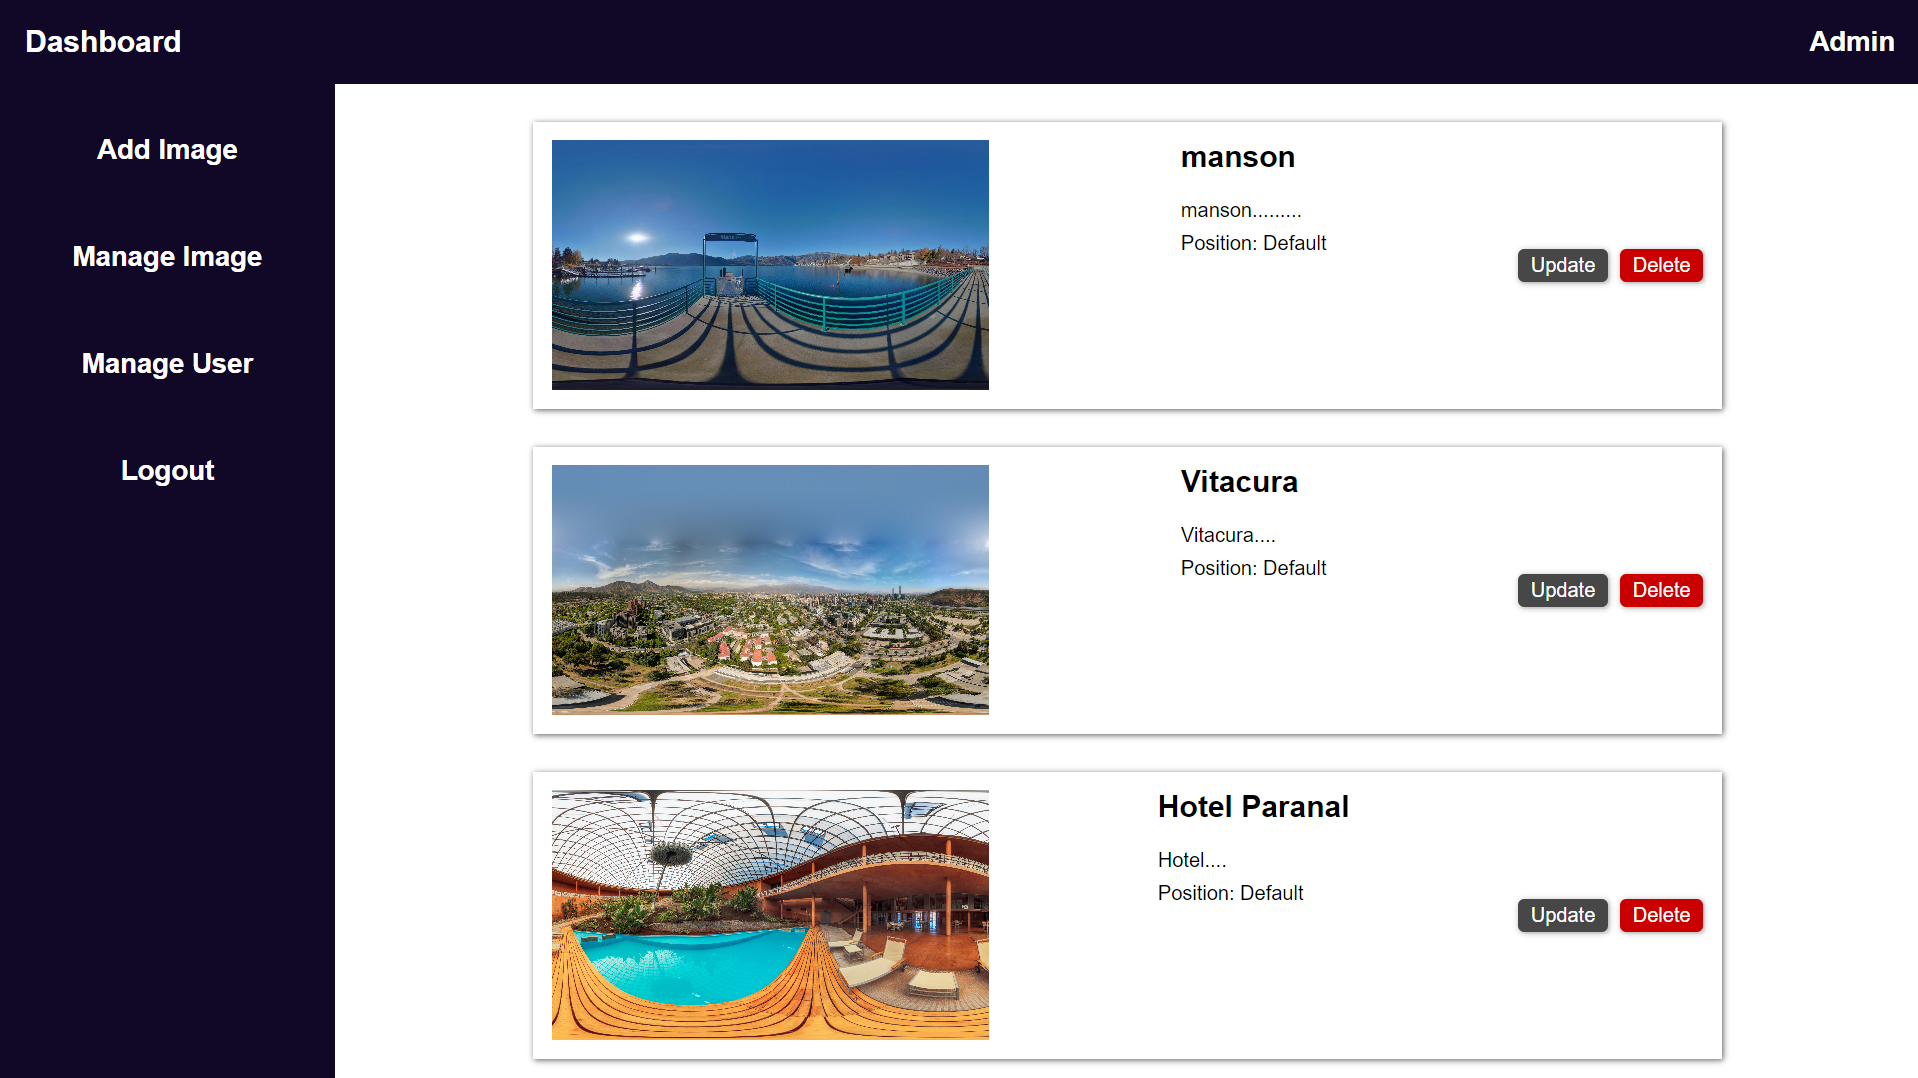 Dashboard
Admin
Add Image
Manage Image
Manage User
Logout
manson
manson.........
Position: Default
Update
Delete
Vitacura
Vitacura....
Position: Default
Update
Delete
Hotel Paranal
Hotel....
Position: Default
Update
Delete